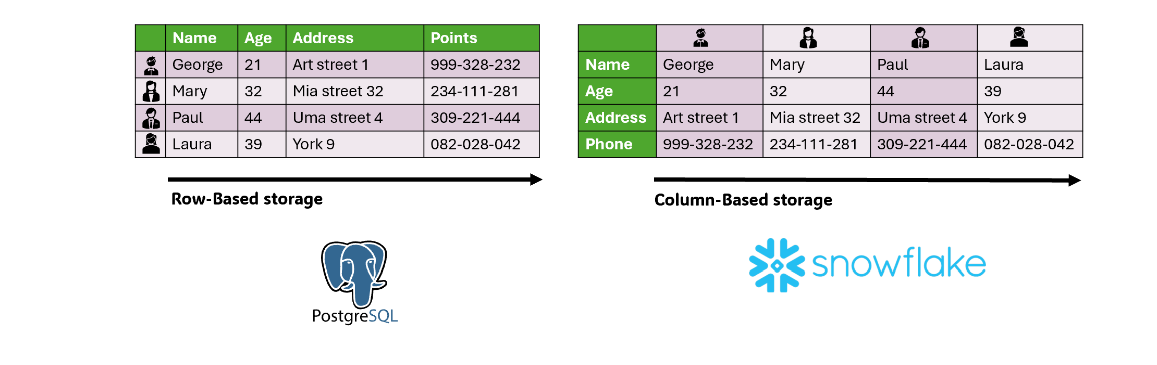 Name Age Address Points
George 21 Art street 1 999-328-232
Mary 32 Mia street 32 234-111-281
Paul 44 Uma street 4 309-221-444
Laura 39 York 9 082-028-042
Row-Based storage
PostgreSQL
Name George Mary Paul Laura
Age 21 32 44 39
Address Art street 1 Mia street 32 Uma street 4 York 9
Phone 999-328-232 234-111-281 309-221-444 082-028-042
Column-Based storage
snowflake